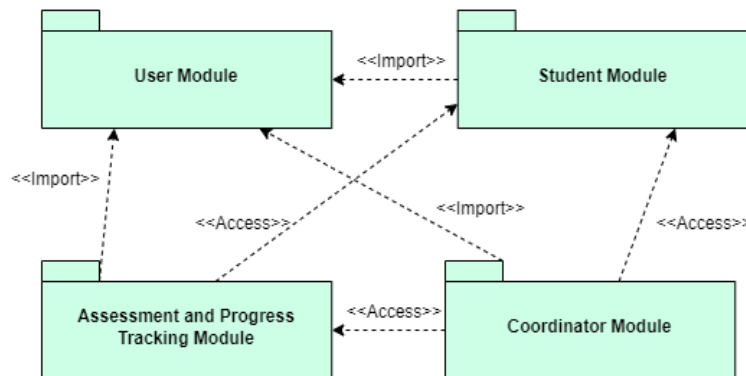 <<Import>>
User Module
Student Module
<<Import>>
<<Access>>
<<Import>>
<<Access>>
Assessment and Progress
Tracking Module
<<Access>>
Coordinator Module